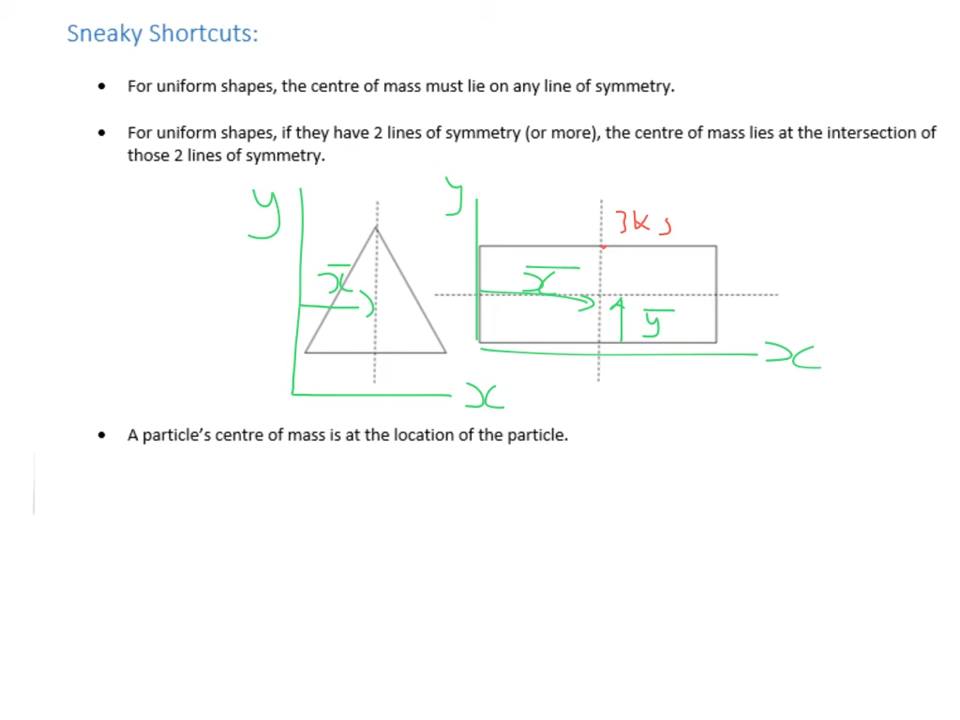 Sneaky Shortcuts:
• For uniform shapes, the centre of mass must lie on any line of symmetry.
• For uniform shapes, if they have 2 lines of symmetry (or more), the centre of mass lies at the intersection of
those 2 lines of symmetry.
y
y
3kg
x̅
x̅
y̅
x
x
• A particle’s centre of mass is at the location of the particle.